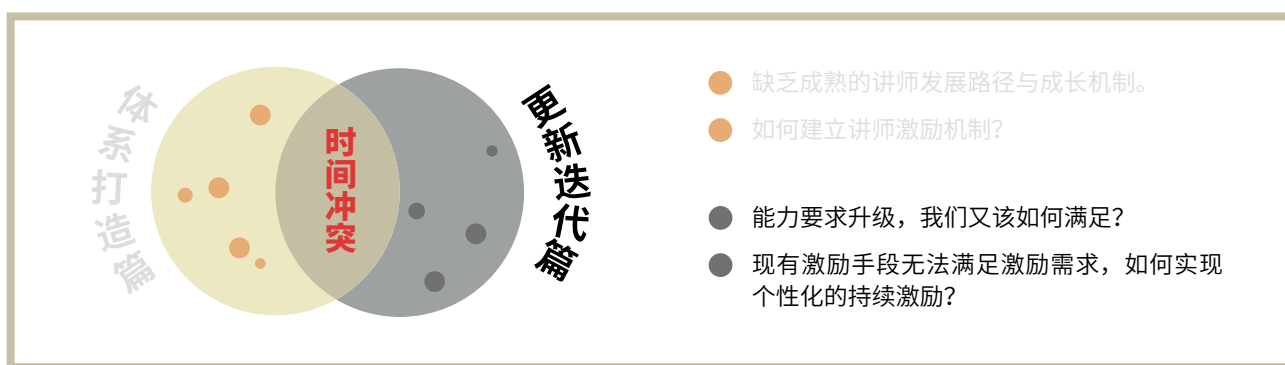 体系打造篇
时间冲突
更新迭代篇
缺乏成熟的讲师发展路径与成长机制。
如何建立讲师激励机制？
能力要求升级，我们又该如何满足？
现有激励手段无法满足激励需求，如何实现
个性化的持续激励？